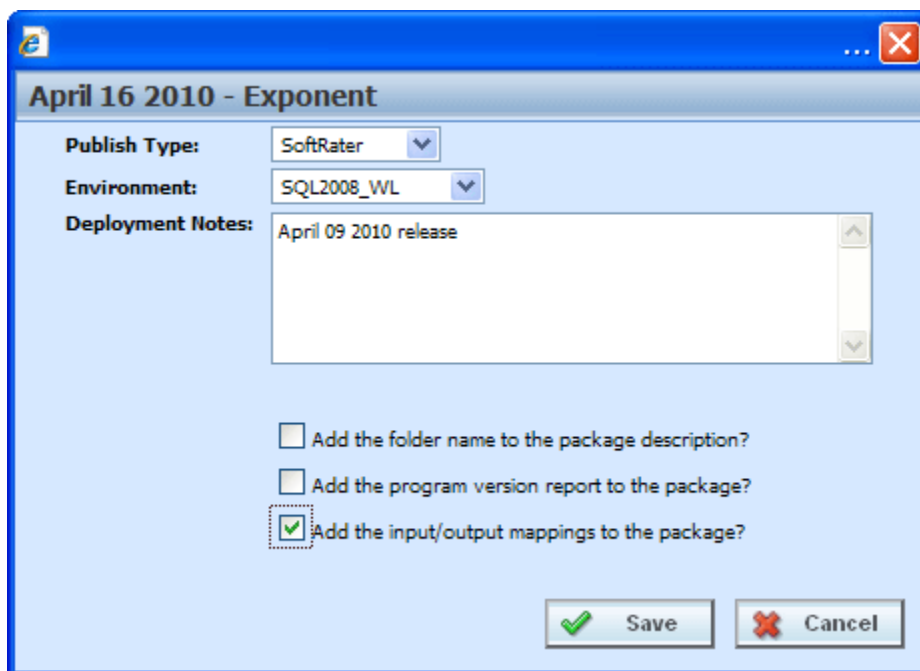 ...
April 16 2010 - Exponent
Publish Type: SoftRater
Environment: SQL2008_WL
Deployment Notes: April 09 2010 release
Add the folder name to the package description?
Add the program version report to the package?
Add the input/output mappings to the package?
Save Cancel